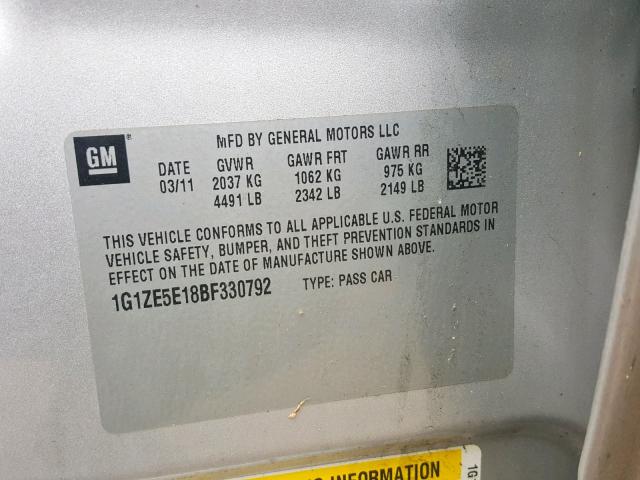 GM
MFD BY GENERAL MOTORS LLC
DATE GVWR GAWR FRT GAWR RR
03/11 2037 KG 1062 KG 975 KG
4491 LB 2342 LB 2149 LB
THIS VEHICLE CONFORMS TO ALL APPLICABLE U.S. FEDERAL MOTOR
VEHICLE SAFETY, BUMPER, AND THEFT PREVENTION STANDARDS IN
EFFECT ON THE DATE OF MANUFACTURE SHOWN ABOVE.
1G1ZE5E18BF330792 TYPE: PASS CAR
INFORMATION
1G